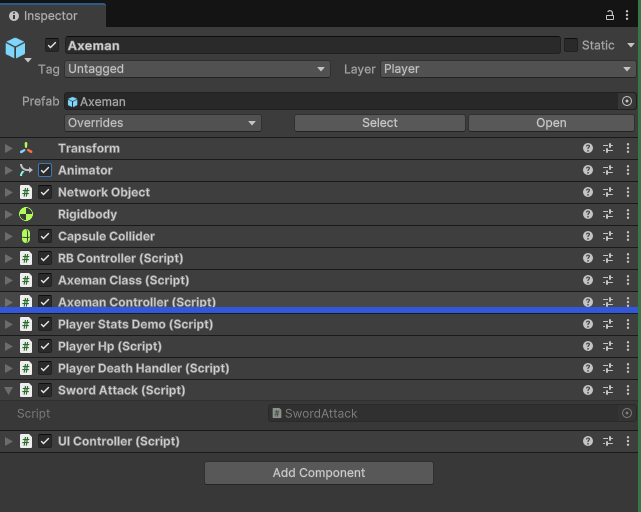 Inspector
Axeman
Static
Tag Untagged Layer Player
Prefab Axeman
Overrides Select Open
Transform
Animator
# Network Object
Rigidbody
Capsule Collider
# RB Controller (Script)
# Axeman Class (Script)
# Axeman Controller (Script)
# Player Stats Demo (Script)
# Player Hp (Script)
# Player Death Handler (Script)
# Sword Attack (Script)
Script # SwordAttack
# UI Controller (Script)
Add Component